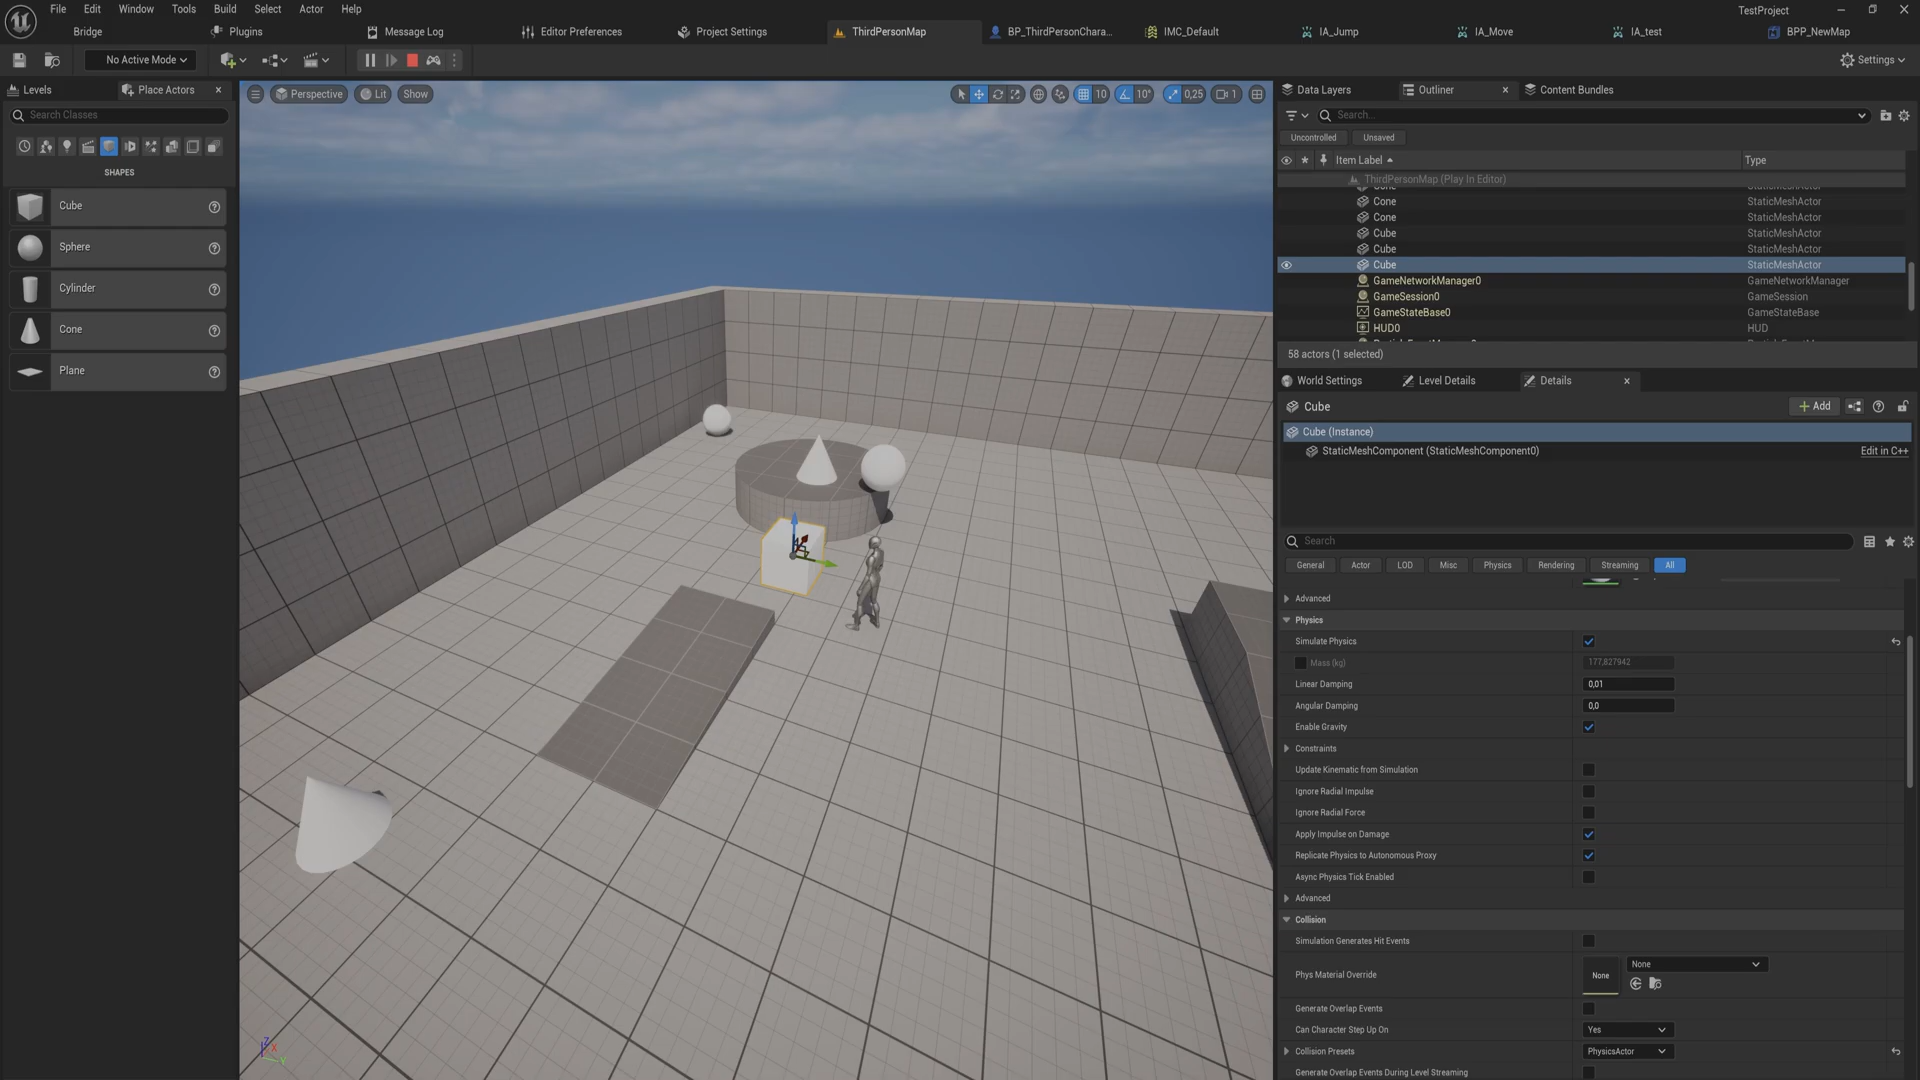 File Edit Window Tools Build Select Actor Help
TestProject
Bridge
Plugins
Message Log
Editor Preferences
Project Settings
ThirdPersonMap
BP_ThirdPersonChara...
IMC_Default
IA_Jump
IA_Move
IA_test
BPP_NewMap
No Active Mode
Settings
Levels
Place Actors
Search Classes
SHAPES
Cube
Sphere
Cylinder
Cone
Plane
Perspective
Lit
Show
10
10°
0,25
1
Data Layers
Outliner
Content Bundles
Search...
Uncontrolled
Unsaved
Item Label
Type
ThirdPersonMap (Play In Editor)
Cone StaticMeshActor
Cone StaticMeshActor
Cone StaticMeshActor
Cube StaticMeshActor
Cube StaticMeshActor
Cube StaticMeshActor
GameNetworkManager0 GameNetworkManager
GameSession0 GameSession
GameStateBase0 GameStateBase
HUD0 HUD
58 actors (1 selected)
World Settings
Level Details
Details
Cube
Add
Cube (Instance)
StaticMeshComponent (StaticMeshComponent0)
Edit in C++
Search
General
Actor
LOD
Misc
Physics
Rendering
Streaming
All
Advanced
Physics
Simulate Physics
Mass (kg) 177,827942
Linear Damping 0,01
Angular Damping 0,0
Enable Gravity
Constraints
Update Kinematic from Simulation
Ignore Radial Impulse
Ignore Radial Force
Apply Impulse on Damage
Replicate Physics to Autonomous Proxy
Async Physics Tick Enabled
Advanced
Collision
Simulation Generates Hit Events
Phys Material Override None None
Generate Overlap Events
Can Character Step Up On Yes
Collision Presets PhysicsActor
Generate Overlap Events During Level Streaming
Z
X
Y